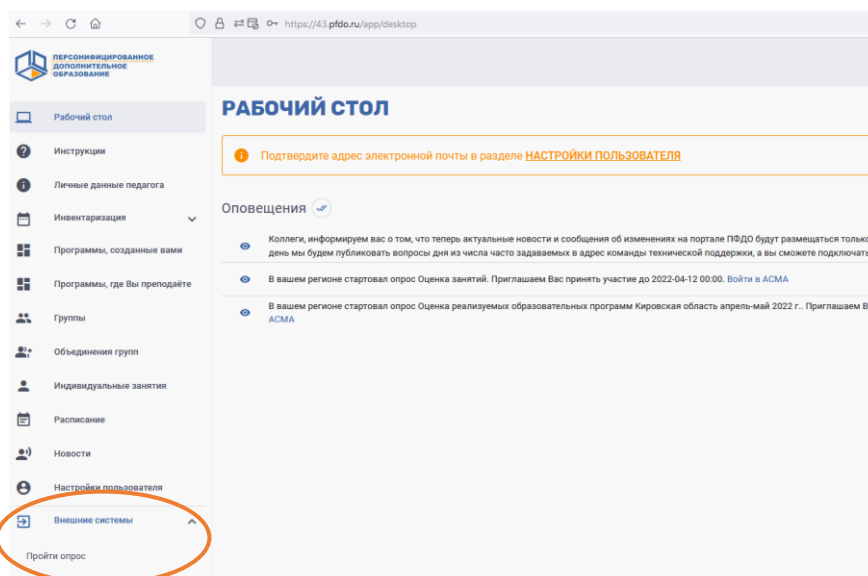 https://43.pfdo.ru/app/desktop
ПЕРСОНИФИЦИРОВАННОЕ
ДОПОЛНИТЕЛЬНОЕ
ОБРАЗОВАНИЕ
Рабочий стол
Инструкции
Личные данные педагога
Инвентаризация
Программы, созданные вами
Программы, где Вы преподаёте
Группы
Объединения групп
Индивидуальные занятия
Расписание
Новости
Настройки пользователя
Внешние системы
Пройти опрос
РАБОЧИЙ СТОЛ
Подтвердите адрес электронной почты в разделе НАСТРОЙКИ ПОЛЬЗОВАТЕЛЯ
Оповещения
Коллеги, информируем вас о том, что теперь актуальные новости и сообщения об изменениях на портале ПФДО будут размещаться только
день мы будем публиковать вопросы дня из числа часто задаваемых в адрес команды технической поддержки, а вы сможете подключать
В вашем регионе стартовал опрос Оценка занятий. Приглашаем Вас принять участие до 2022-04-12 00:00. Войти в АСМА
В вашем регионе стартовал опрос Оценка реализуемых образовательных программ Кировская область апрель-май 2022 г.. Приглашаем В
АСМА